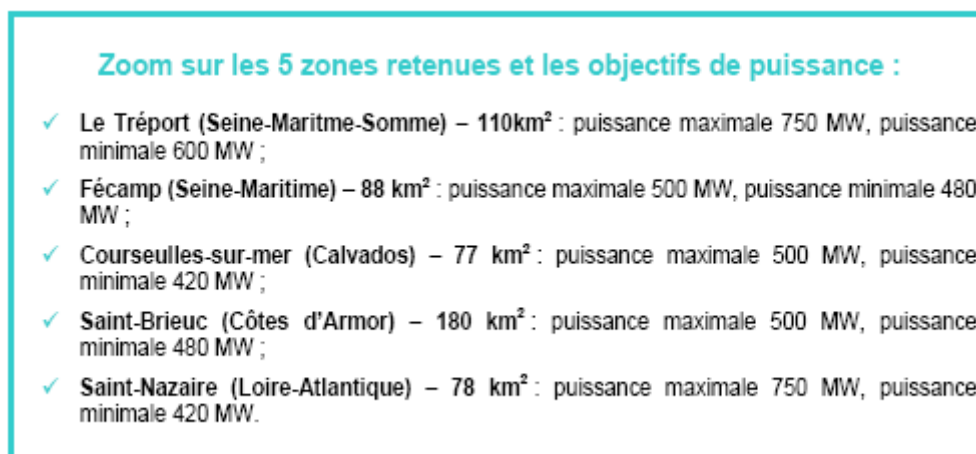 Zoom sur les 5 zones retenues et les objectifs de puissance :
✓ Le Tréport (Seine-Maritme-Somme) – 110km² : puissance maximale 750 MW, puissance
minimale 600 MW ;
✓ Fécamp (Seine-Maritime) – 88 km² : puissance maximale 500 MW, puissance minimale 480
MW ;
✓ Courseulles-sur-mer (Calvados) – 77 km² : puissance maximale 500 MW, puissance
minimale 420 MW ;
✓ Saint-Brieuc (Côtes d'Armor) – 180 km² : puissance maximale 500 MW, puissance
minimale 480 MW ;
✓ Saint-Nazaire (Loire-Atlantique) – 78 km² : puissance maximale 750 MW, puissance
minimale 420 MW.